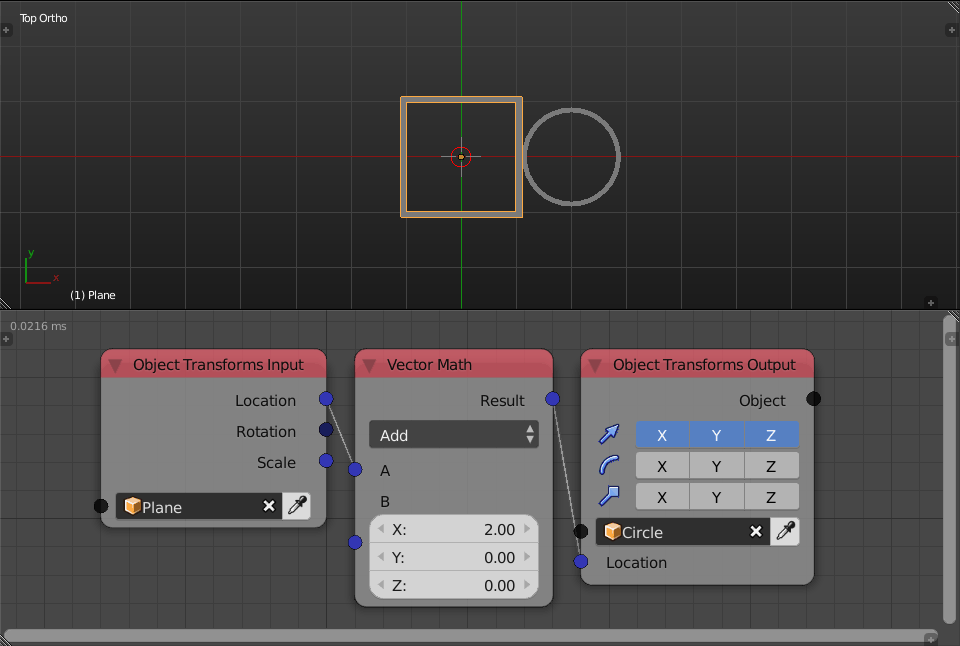 Top Ortho
y
x
(1) Plane
0.0216 ms
Object Transforms Input
Location
Rotation
Scale
Plane
Vector Math
Result
Add
A
B
X: 2.00
Y: 0.00
Z: 0.00
Object Transforms Output
Object
X Y Z
X Y Z
X Y Z
Circle
Location